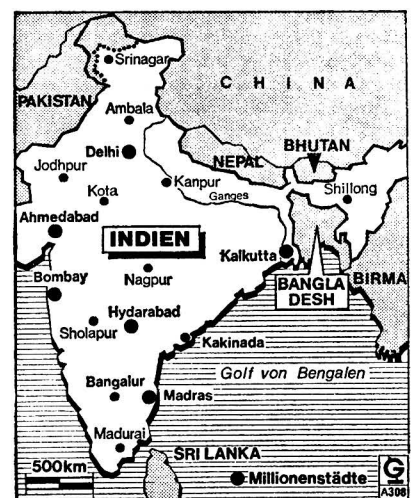 Srinagar
CHINA
PAKISTAN
Ambala
Delhi
NEPAL
BHUTAN
Jodhpur
Kanpur
Shillong
Kota
Ganges
Ahmedabad
INDIEN
Kalkutta
Bombay
Nagpur
BANGLA
DESH
BIRMA
Hyderabad
Sholapur
Kakinada
Golf von Bengalen
Bangalur
Madras
Madurai
SRI LANKA
500km
Millionenstädte
G
A308